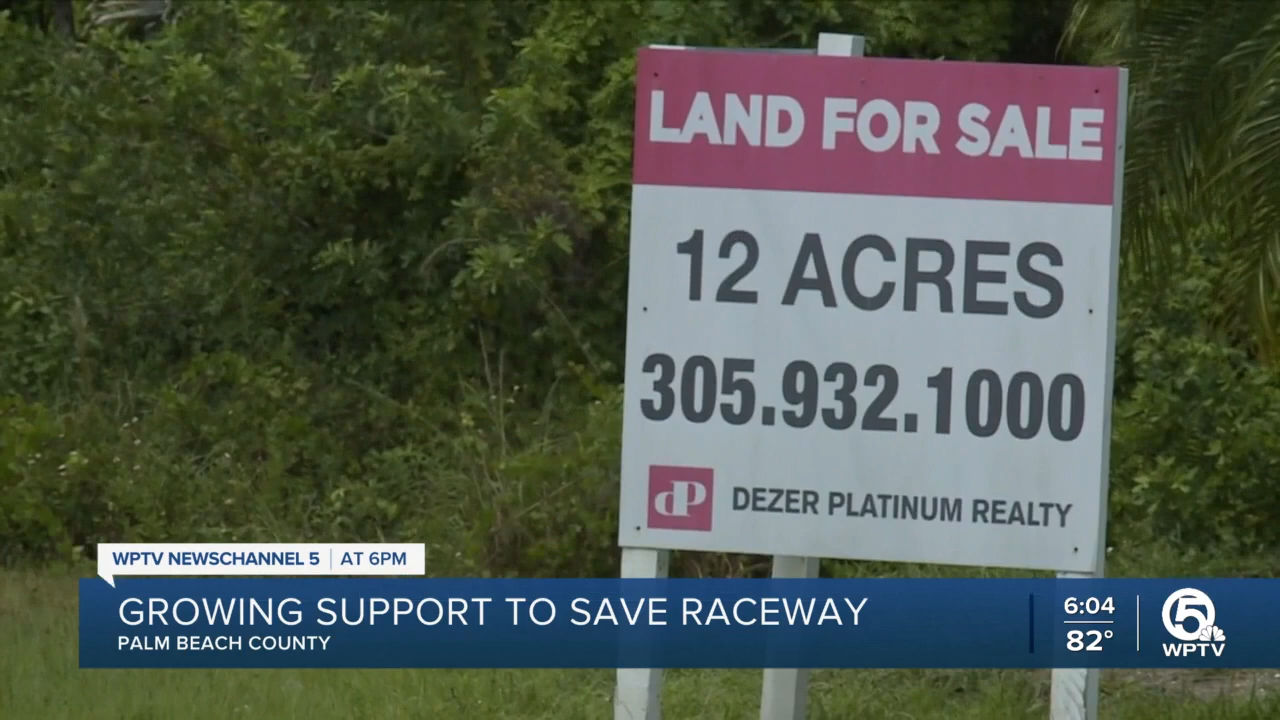 LAND FOR SALE
12 ACRES
305.932.1000
dP DEZER PLATINUM REALTY
WPTV NEWSCHANNEL 5 | AT 6PM
GROWING SUPPORT TO SAVE RACEWAY
PALM BEACH COUNTY
6:04
82°
5
WPTV